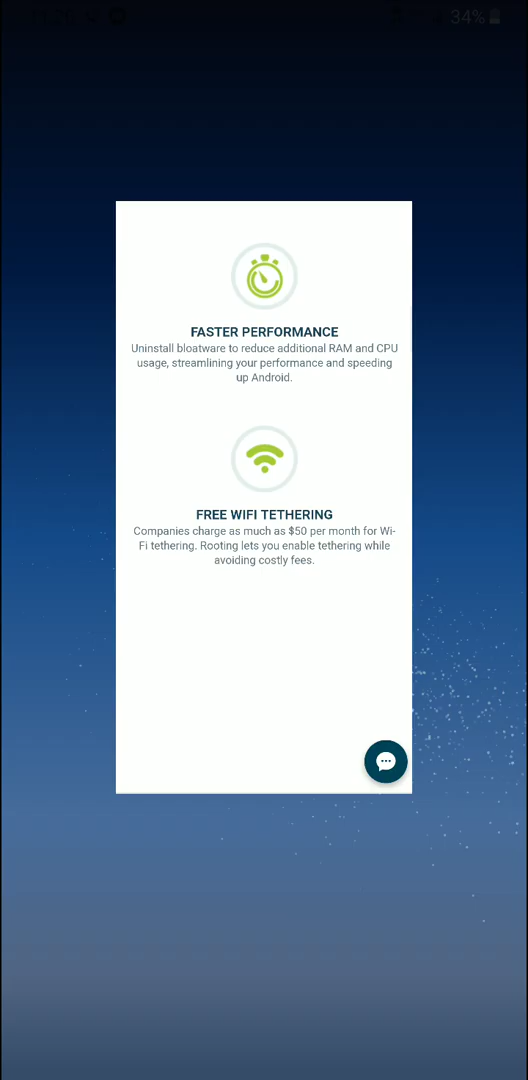 34%
FASTER PERFORMANCE
Uninstall bloatware to reduce additional RAM and CPU
usage, streamlining your performance and speeding
up Android.
FREE WIFI TETHERING
Companies charge as much as $50 per month for Wi-
Fi tethering. Rooting lets you enable tethering while
avoiding costly fees.